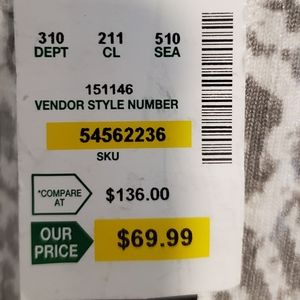 310 211 510
DEPT CL SEA
151146
VENDOR STYLE NUMBER
54562236
SKU
*COMPARE AT $136.00
OUR PRICE $69.99